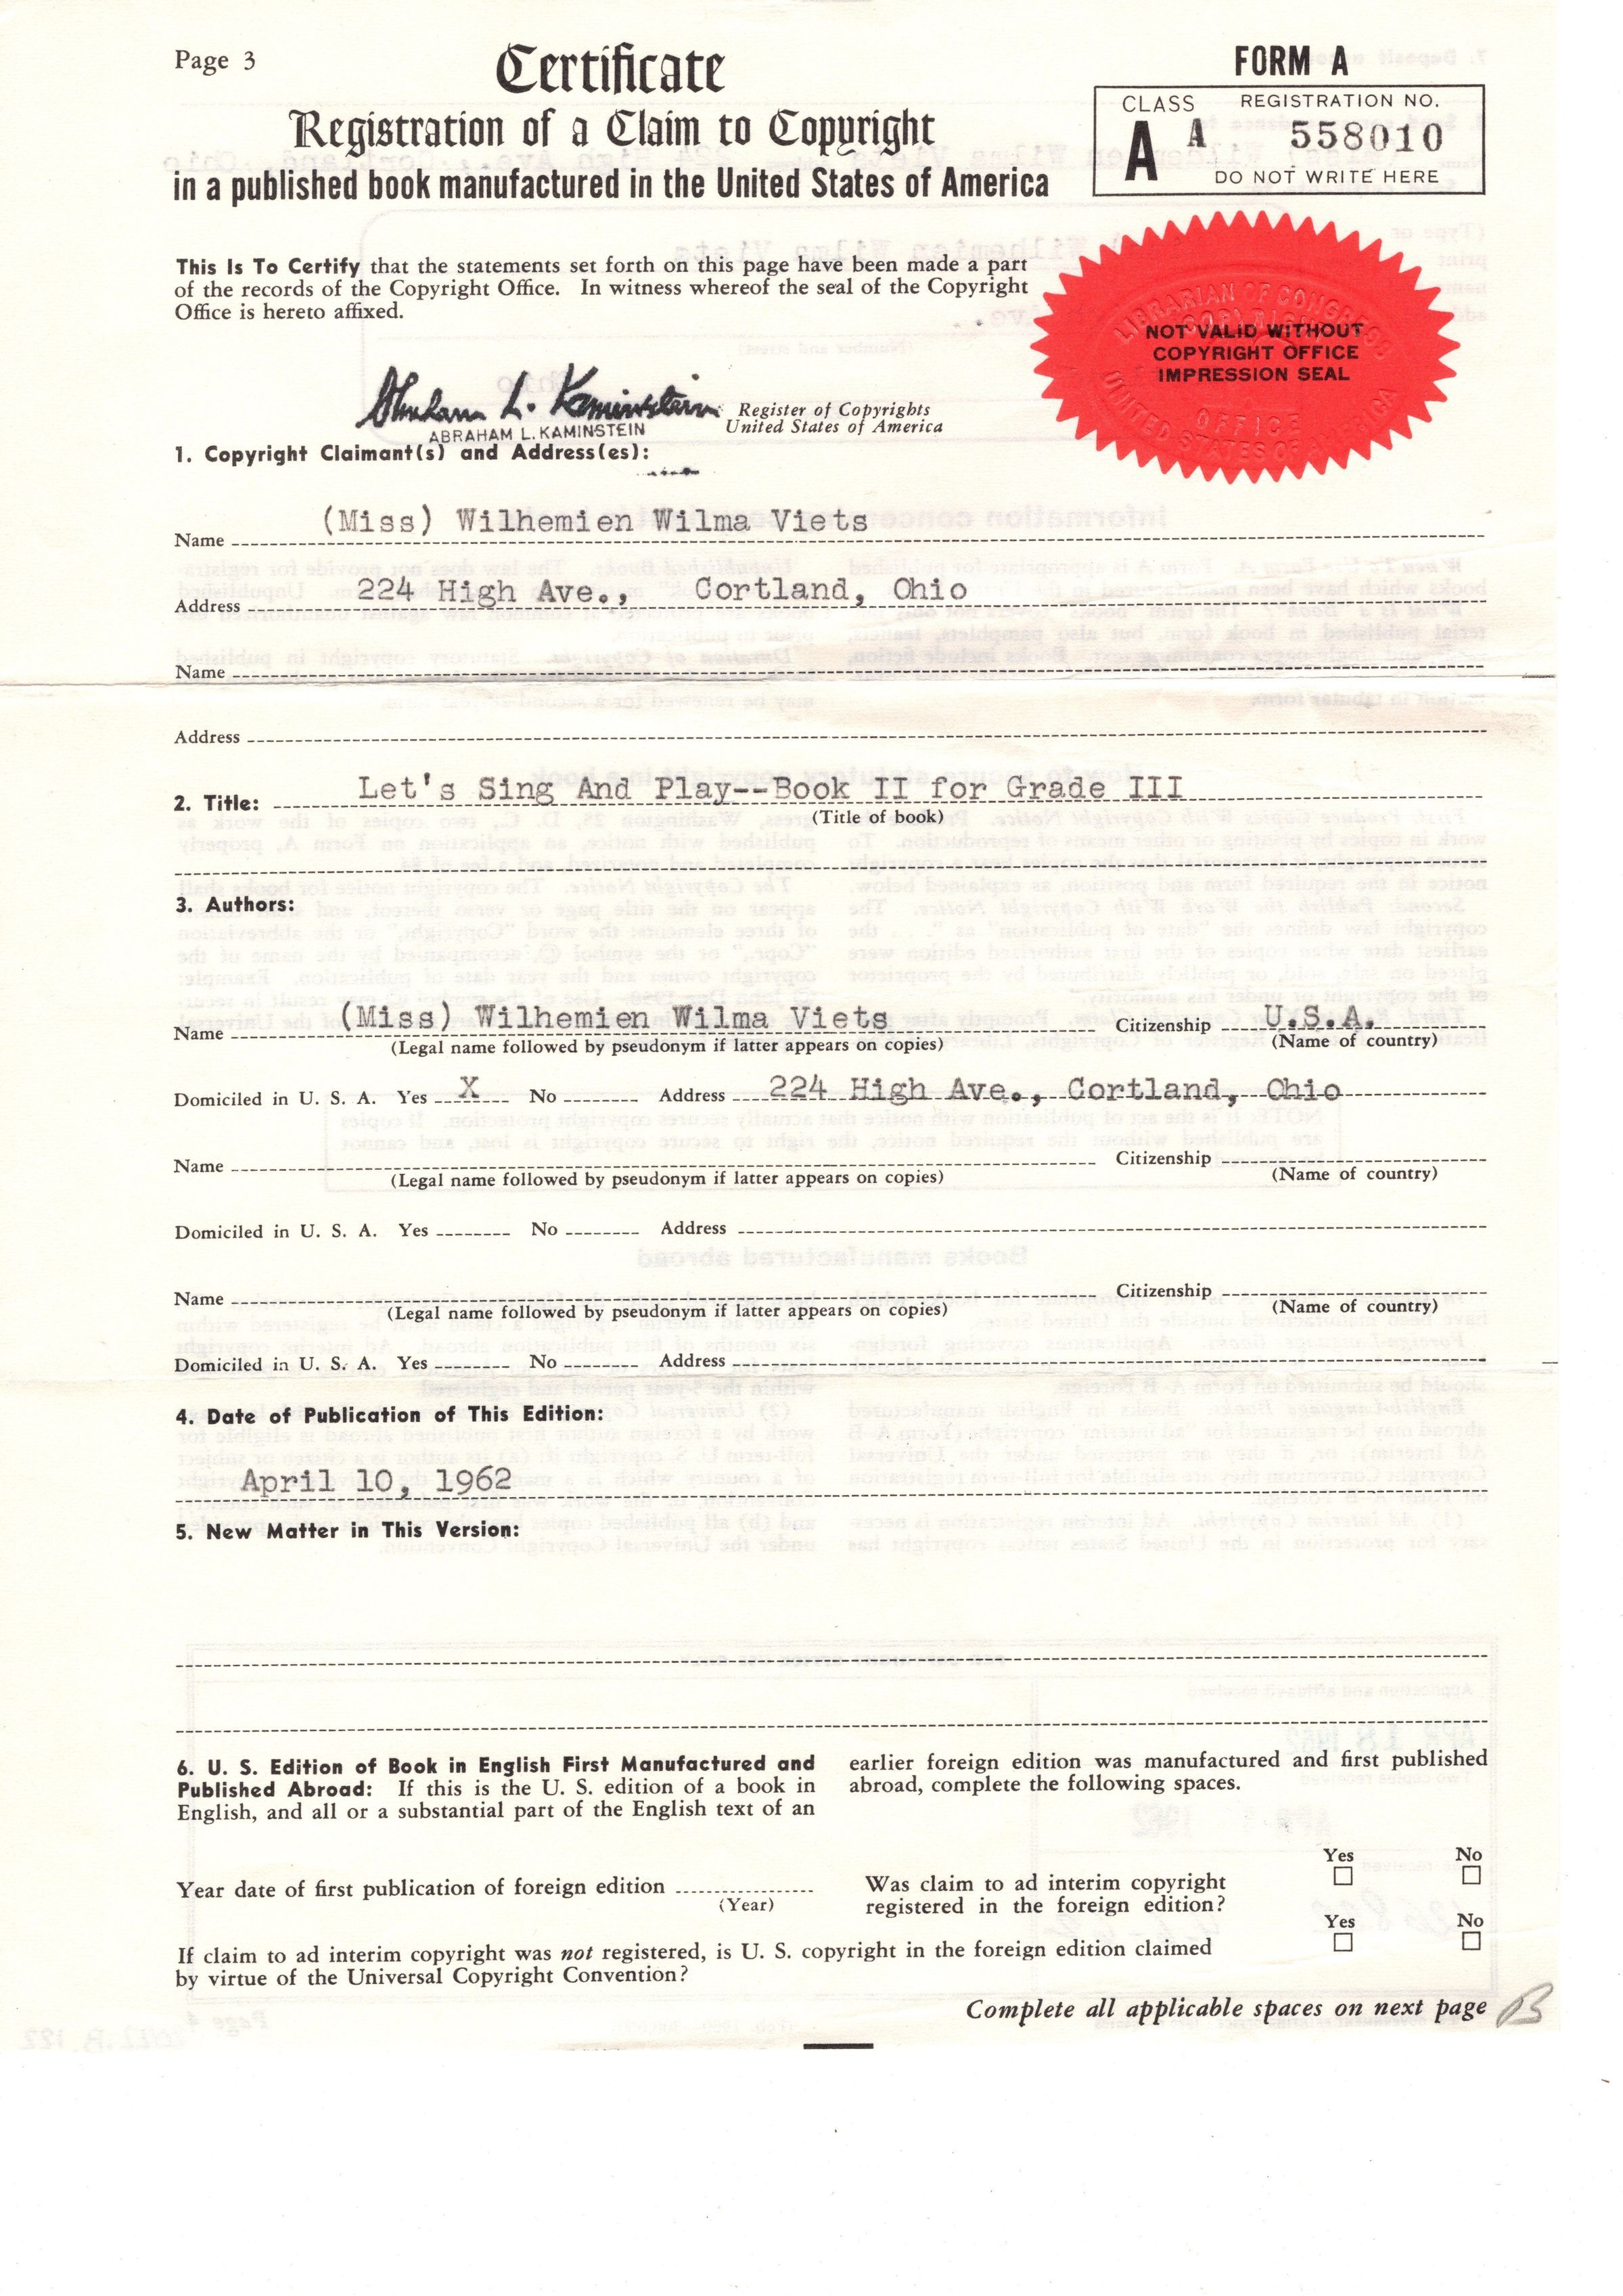 Page 3
Certificate
Registration of a Claim to Copyright
in a published book manufactured in the United States of America
FORM A
CLASS
REGISTRATION NO.
A
A 558010
DO NOT WRITE HERE
This Is To Certify that the statements set forth on this page have been made a part
of the records of the Copyright Office. In witness whereof the seal of the Copyright
Office is hereto affixed.
LIBRARIAN OF CONGRESS
COPYRIGHT
NOT VALID WITHOUT
COPYRIGHT OFFICE
IMPRESSION SEAL
OFFICE
UNITED STATES OF AMERICA
Abraham L. Kaminstein
ABRAHAM L. KAMINSTEIN
Register of Copyrights
United States of America
1. Copyright Claimant(s) and Address(es):
Name (Miss) Wilhemien Wilma Viets
Address 224 High Ave., Cortland, Ohio
Name
Address
2. Title: Let's Sing And Play--Book II for Grade III
(Title of book)
3. Authors:
Name (Miss) Wilhemien Wilma Viets Citizenship U.S.A.
(Legal name followed by pseudonym if latter appears on copies) (Name of country)
Domiciled in U. S. A. Yes X No Address 224 High Ave., Cortland, Ohio
Name Citizenship
(Legal name followed by pseudonym if latter appears on copies) (Name of country)
Domiciled in U. S. A. Yes No Address
Name Citizenship
(Legal name followed by pseudonym if latter appears on copies) (Name of country)
Domiciled in U. S. A. Yes No Address
4. Date of Publication of This Edition:
April 10, 1962
5. New Matter in This Version:
6. U. S. Edition of Book in English First Manufactured and
Published Abroad: If this is the U. S. edition of a book in
English, and all or a substantial part of the English text of an
earlier foreign edition was manufactured and first published
abroad, complete the following spaces.
Year date of first publication of foreign edition
(Year)
Was claim to ad interim copyright
registered in the foreign edition?
Yes No
If claim to ad interim copyright was not registered, is U. S. copyright in the foreign edition claimed
by virtue of the Universal Copyright Convention?
Yes No
Complete all applicable spaces on next page
B